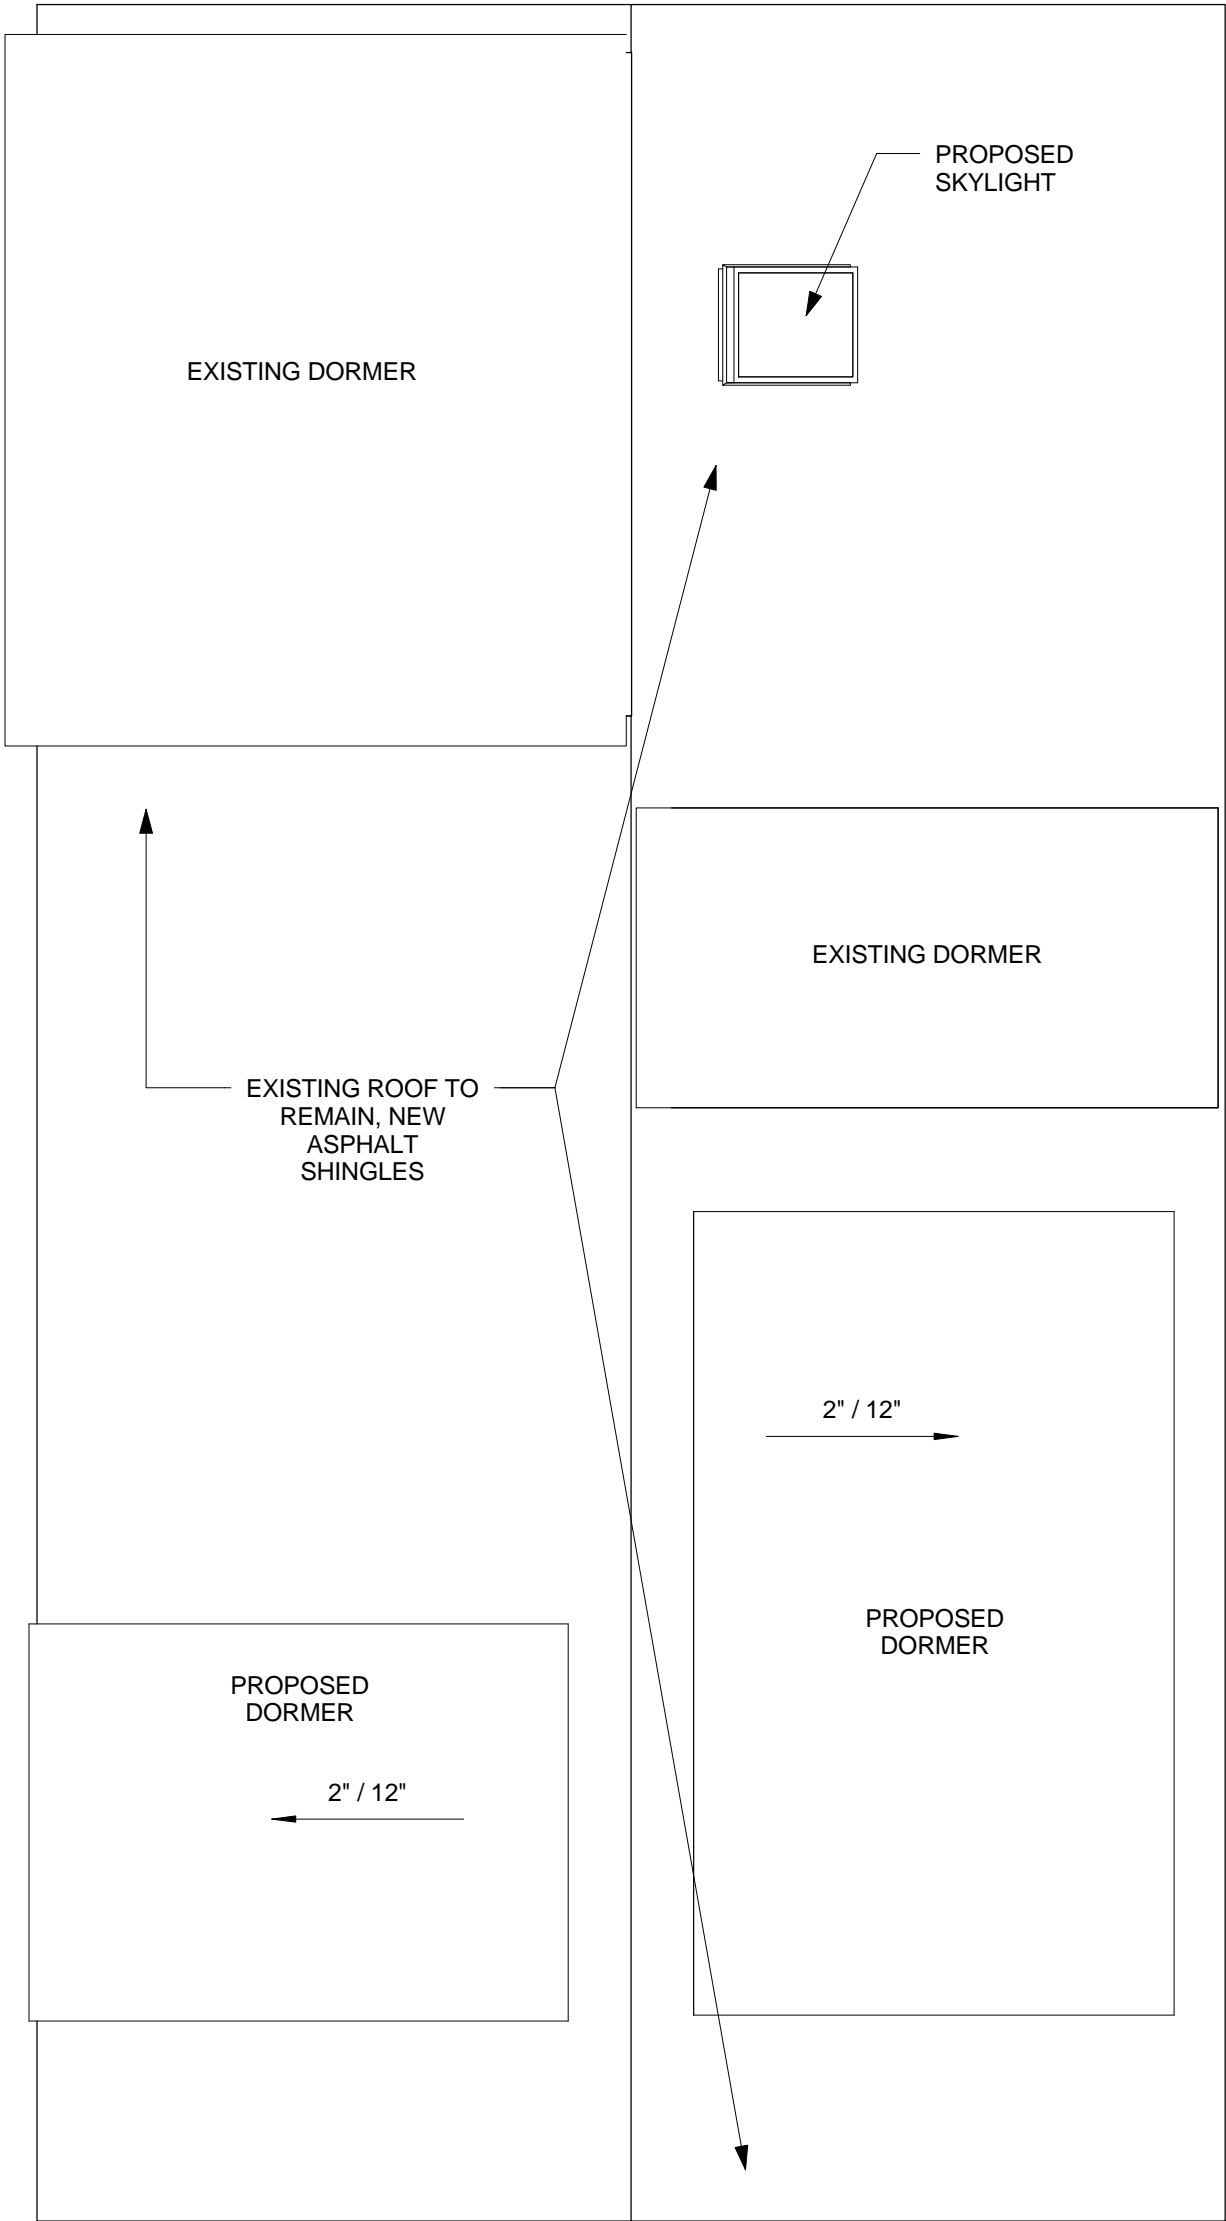 PROPOSED
SKYLIGHT
EXISTING DORMER
EXISTING DORMER
EXISTING ROOF TO
REMAIN, NEW
ASPHALT
SHINGLES
2" / 12"
PROPOSED
DORMER
PROPOSED
DORMER
2" / 12"